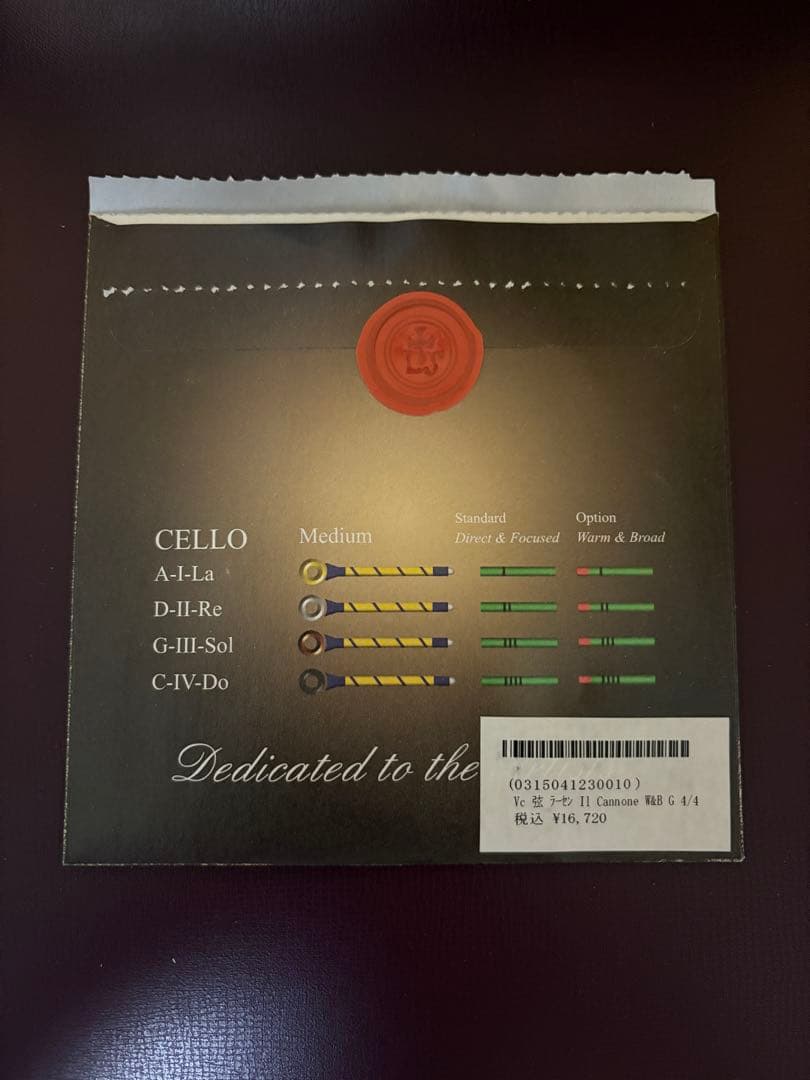 LS
CELLO
Medium
Standard
Direct & Focused
Option
Warm & Broad
A-I-La
D-II-Re
G-III-Sol
C-IV-Do
Dedicated to the
(0315041230010)
Vc 弦 ラーセン Il Cannone W&B G 4/4
税込 ¥16,720